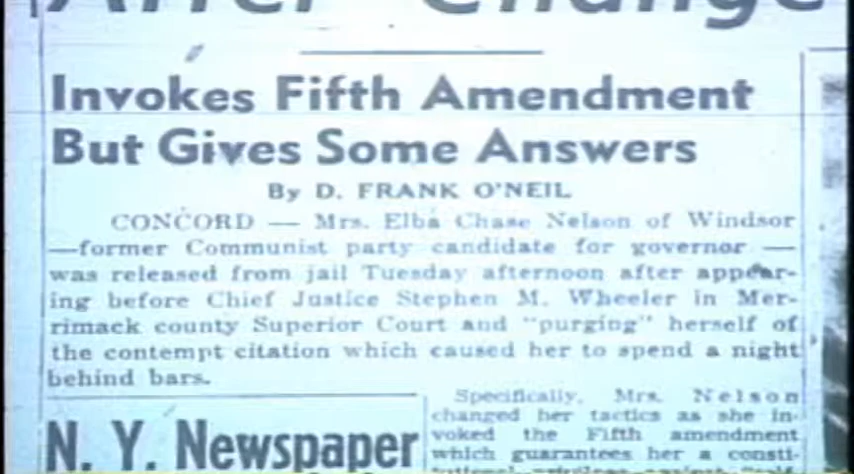 After Change
Invokes Fifth Amendment
But Gives Some Answers
By D. FRANK O'NEIL
CONCORD — Mrs. Elba Chase Nelson of Windsor
—former Communist party candidate for governor —
was released from jail Tuesday afternoon after appear-
ing before Chief Justice Stephen M. Wheeler in Mer-
rimack county Superior Court and "purging" herself of
the contempt citation which caused her to spend a night
behind bars.
N. Y. Newspaper
Specifically, Mrs. Nelson
changed her tactics as she in-
voked the Fifth amendment
which guarantees her a consti-